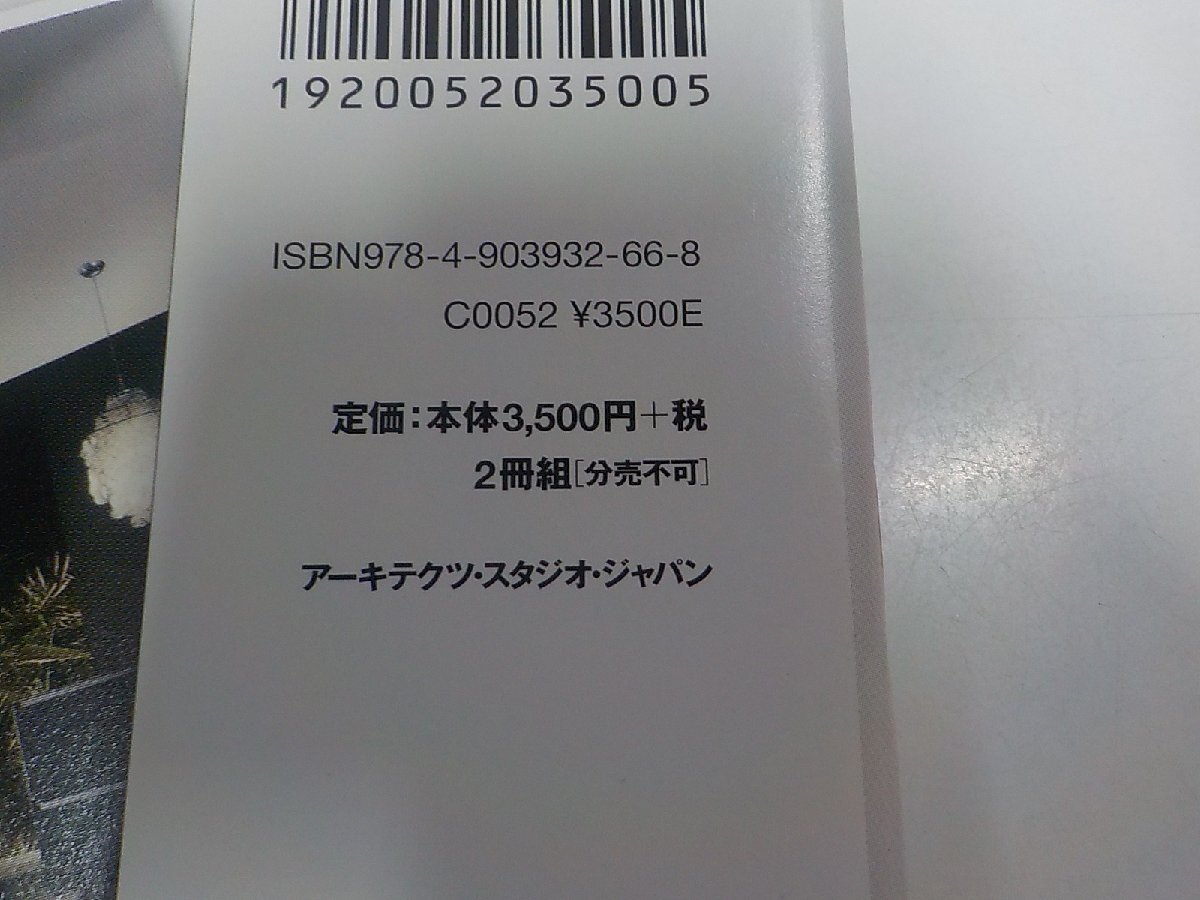 1920052035005
ISBN978-4-903932-66-8
C0052 ¥3500E
定価:本体3,500円+税
2冊組[分売不可]
アーキテクツ・スタジオ・ジャパン